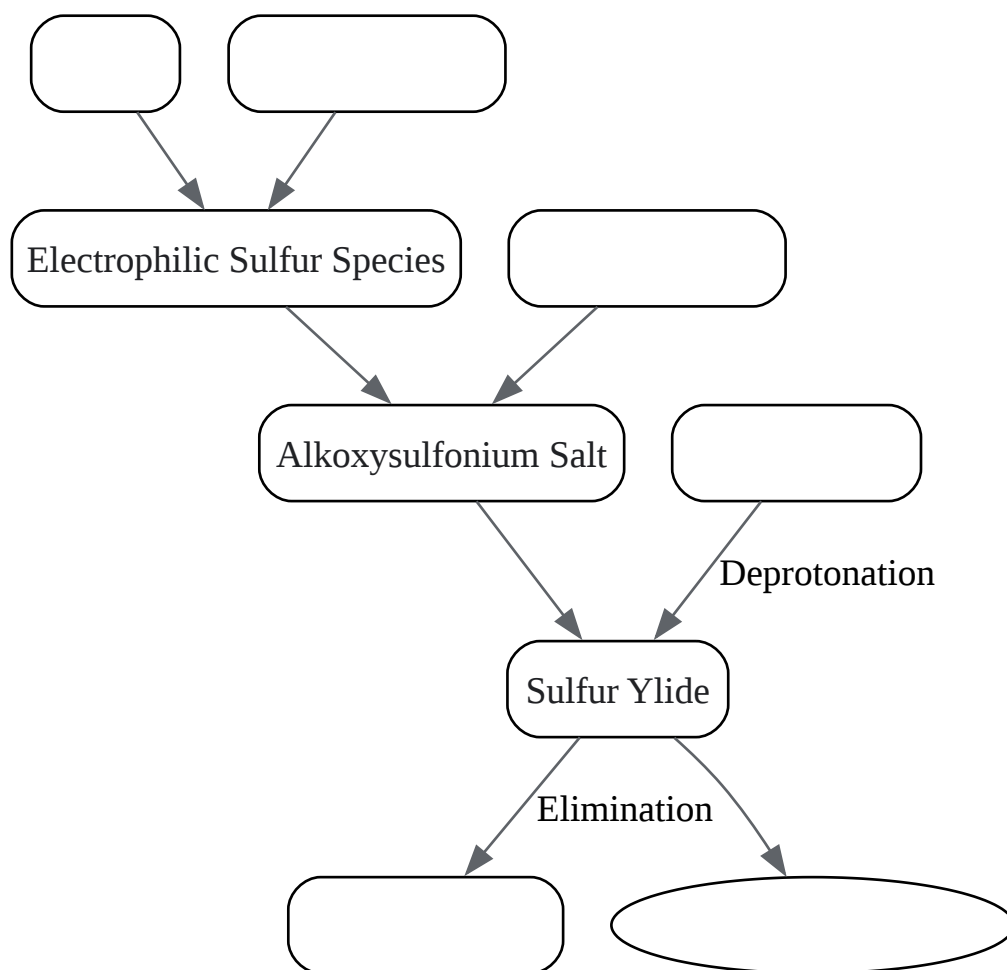 Electrophilic Sulfur Species
Alkoxysulfonium Salt
Deprotonation
Sulfur Ylide
Elimination